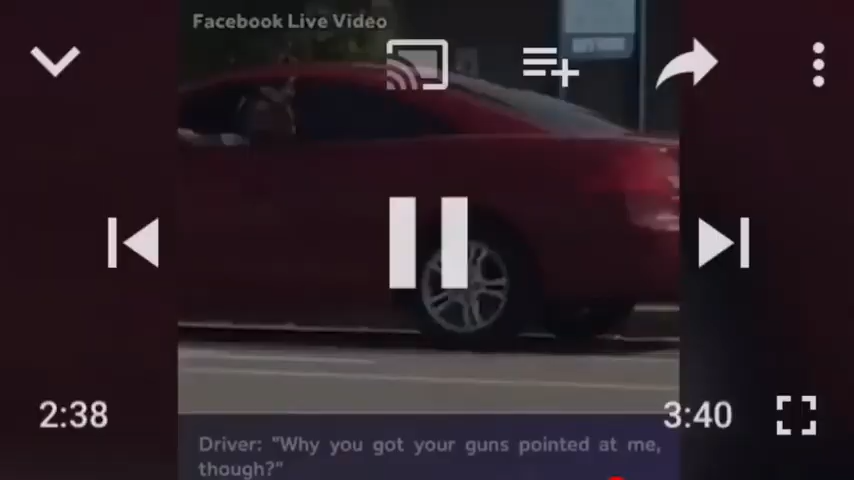 Facebook Live Video
2:38
3:40
Driver: "Why you got your guns pointed at me,
though?"